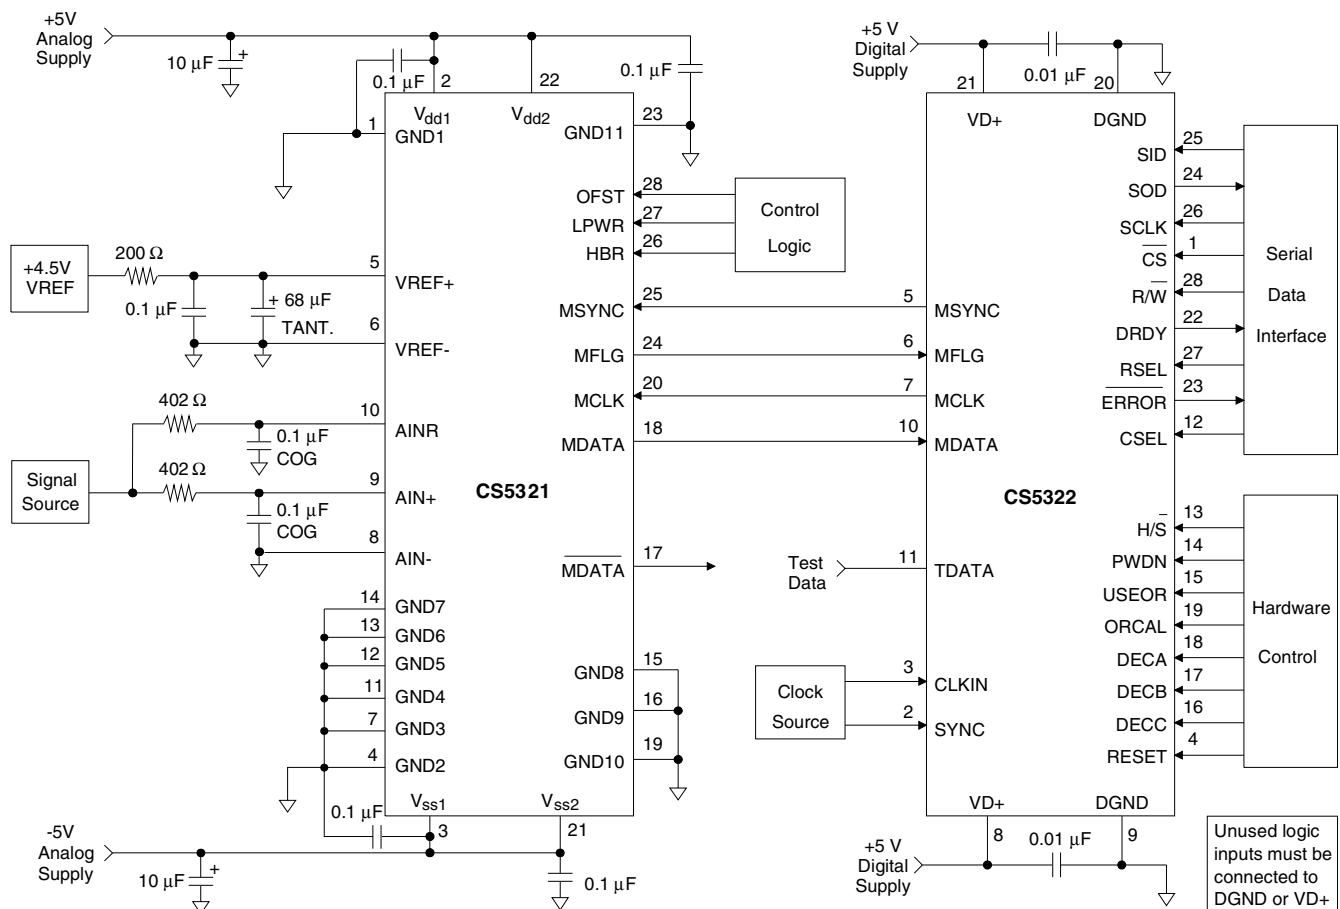 +5V
Analog
Supply
10 µF
+
0.1 µF
2
22
0.1 µF
Vdd1
Vdd2
1
GND1
23
GND11
28
OFST
27
LPWR
26
HBR
Control
Logic
+4.5V
VREF
200 Ω
5
VREF+
0.1 µF
+ 68 µF
TANT.
6
VREF-
25
MSYNC
24
MFLG
20
MCLK
18
MDATA
402 Ω
10
AINR
0.1 µF
COG
Signal
Source
402 Ω
9
AIN+
0.1 µF
COG
8
AIN-
CS5321
17
MDATA
14
GND7
13
GND6
12
GND5
11
GND4
7
GND3
4
GND2
15
GND8
16
GND9
19
GND10
Vss1
Vss2
0.1 µF
3
21
-5V
Analog
Supply
10 µF
+
0.1 µF
+5 V
Digital
Supply
0.01 µF
21
20
VD+
DGND
25
SID
24
SOD
26
SCLK
1
CS
28
R/W
22
DRDY
27
RSEL
23
ERROR
12
CSEL
Serial
Data
Interface
5
MSYNC
6
MFLG
7
MCLK
10
MDATA
CS5322
Test
Data
11
TDATA
Clock
Source
3
CLKIN
2
SYNC
13
H/S
14
PWDN
15
USEOR
19
ORCAL
18
DECA
17
DECB
16
DECC
4
RESET
Hardware
Control
VD+
DGND
8
9
+5 V
Digital
Supply
0.01 µF
Unused logic
inputs must be
connected to
DGND or VD+